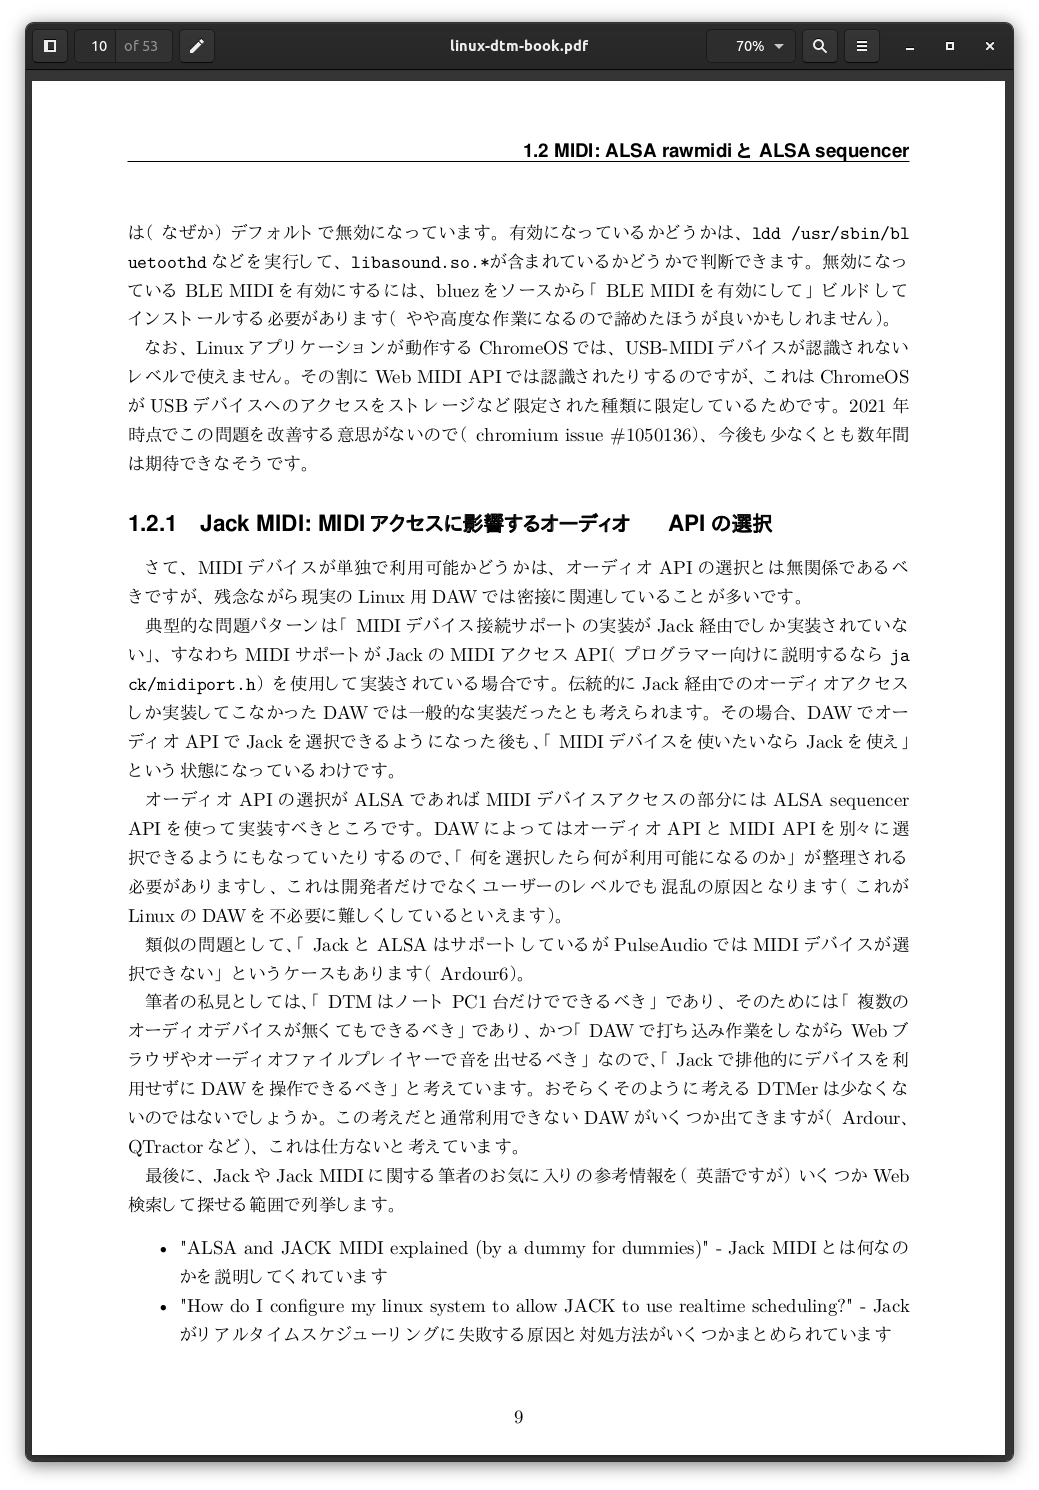 10 of 53 linux-dtm-book.pdf 70%
1.2 MIDI: ALSA rawmidi と ALSA sequencer
は(なぜか)デフォルトで無効になっています。有効になっているかどうかは、ldd /usr/sbin/bl
uetoothd などを実行して、libasound.so.*が含まれているかどうかで判断できます。無効になっ
ている BLE MIDI を有効にするには、bluez をソースから「BLE MIDI を有効にして」ビルドして
インストールする必要があります(やや高度な作業になるので諦めたほうが良いかもしれません)。
なお、Linux アプリケーションが動作する ChromeOS では、USB-MIDI デバイスが認識されない
レベルで使えません。その割に Web MIDI API では認識されたりするのですが、これは ChromeOS
が USB デバイスへのアクセスをストレージなど限定された種類に限定しているためです。2021 年
時点でこの問題を改善する意思がないので(chromium issue #1050136)、今後も少なくとも数年間
は期待できなそうです。
1.2.1 Jack MIDI: MIDI アクセスに影響するオーディオ API の選択
さて、MIDI デバイスが単独で利用可能かどうかは、オーディオ API の選択とは無関係であるべ
きですが、残念ながら現実の Linux 用 DAW では密接に関連していることが多いです。
典型的な問題パターンは「MIDI デバイス接続サポートの実装が Jack 経由でしか実装されていな
い」、すなわち MIDI サポートが Jack の MIDI アクセス API(プログラマー向けに説明するなら ja
ck/midiport.h)を使用して実装されている場合です。伝統的に Jack 経由でのオーディオアクセス
しか実装してこなかった DAW では一般的な実装だったとも考えられます。その場合、DAW でオー
ディオ API で Jack を選択できるようになった後も、「MIDI デバイスを使いたいなら Jack を使え」
という状態になっているわけです。
オーディオ API の選択が ALSA であれば MIDI デバイスアクセスの部分には ALSA sequencer
API を使って実装すべきところです。DAW によってはオーディオ API と MIDI API を別々に選
択できるようにもなっていたりするので、「何を選択したら何が利用可能になるのか」が整理される
必要がありますし、これは開発者だけでなくユーザーのレベルでも混乱の原因となります(これが
Linux の DAW を不必要に難しくしているといえます)。
類似の問題として、「Jack と ALSA はサポートしているが PulseAudio では MIDI デバイスが選
択できない」というケースもあります(Ardour6)。
筆者の私見としては、「DTM はノート PC1 台だけでできるべき」であり、そのためには「複数の
オーディオデバイスが無くてもできるべき」であり、かつ「DAW で打ち込み作業をしながら Web ブ
ラウザやオーディオファイルプレイヤーで音を出せるべき」なので、「Jack で排他的にデバイスを利
用せずに DAW を操作できるべき」と考えています。おそらくそのように考える DTMer は少なくな
いのではないでしょうか。この考えだと通常利用できない DAW がいくつか出てきますが(Ardour、
QTractor など)、これは仕方ないと考えています。
最後に、Jack や Jack MIDI に関する筆者のお気に入りの参考情報を(英語ですが)いくつか Web
検索して探せる範囲で列挙します。
• "ALSA and JACK MIDI explained (by a dummy for dummies)" - Jack MIDI とは何なの
かを説明してくれています
• "How do I configure my linux system to allow JACK to use realtime scheduling?" - Jack
がリアルタイムスケジューリングに失敗する原因と対処方法がいくつかまとめられています
9